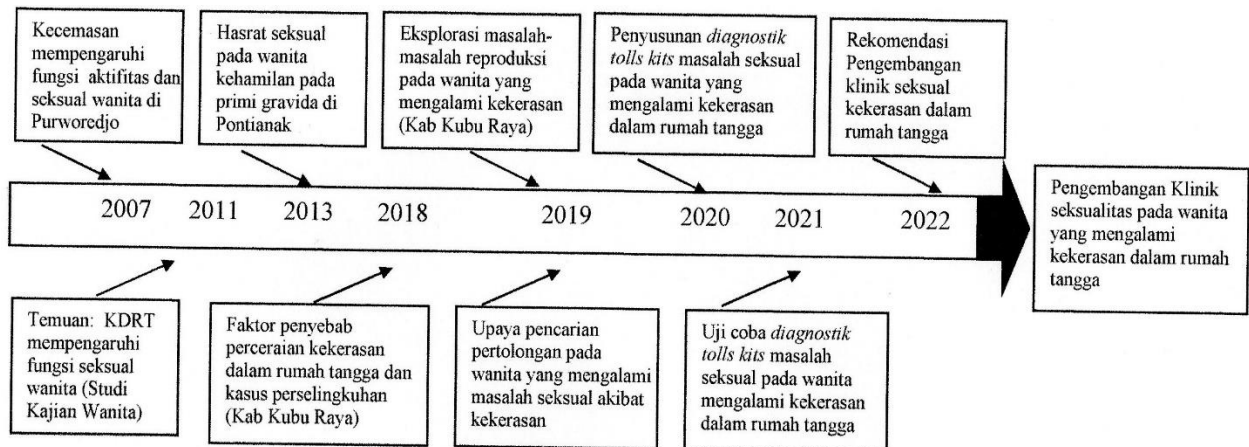 Kecemasan
mempengaruhi
fungsi aktifitas dan
seksual wanita di
Purworedjo
Hasrat seksual
pada wanita
kehamilan pada
primi gravida di
Pontianak
Eksplorasi masalah-
masalah reproduksi
pada wanita yang
mengalami kekerasan
(Kab Kubu Raya)
Penyusunan diagnostik
tolls kits masalah seksual
pada wanita yang
mengalami kekerasan
dalam rumah tangga
Rekomendasi
Pengembangan
klinik seksual
kekerasan dalam
rumah tangga
2007 2011 2013 2018 2019 2020 2021 2022
Pengembangan Klinik
seksualitas pada wanita
yang mengalami
kekerasan dalam rumah
tangga
Temuan: KDRT
mempengaruhi
fungsi seksual
wanita (Studi
Kajian Wanita)
Faktor penyebab
perceraian kekerasan
dalam rumah tangga dan
kasus perselingkuhan
(Kab Kubu Raya)
Upaya pencarian
pertolongan pada
wanita yang mengalami
masalah seksual akibat
kekerasan
Uji coba diagnostik
tolls kits masalah
seksual pada wanita
mengalami kekerasan
dalam rumah tangga